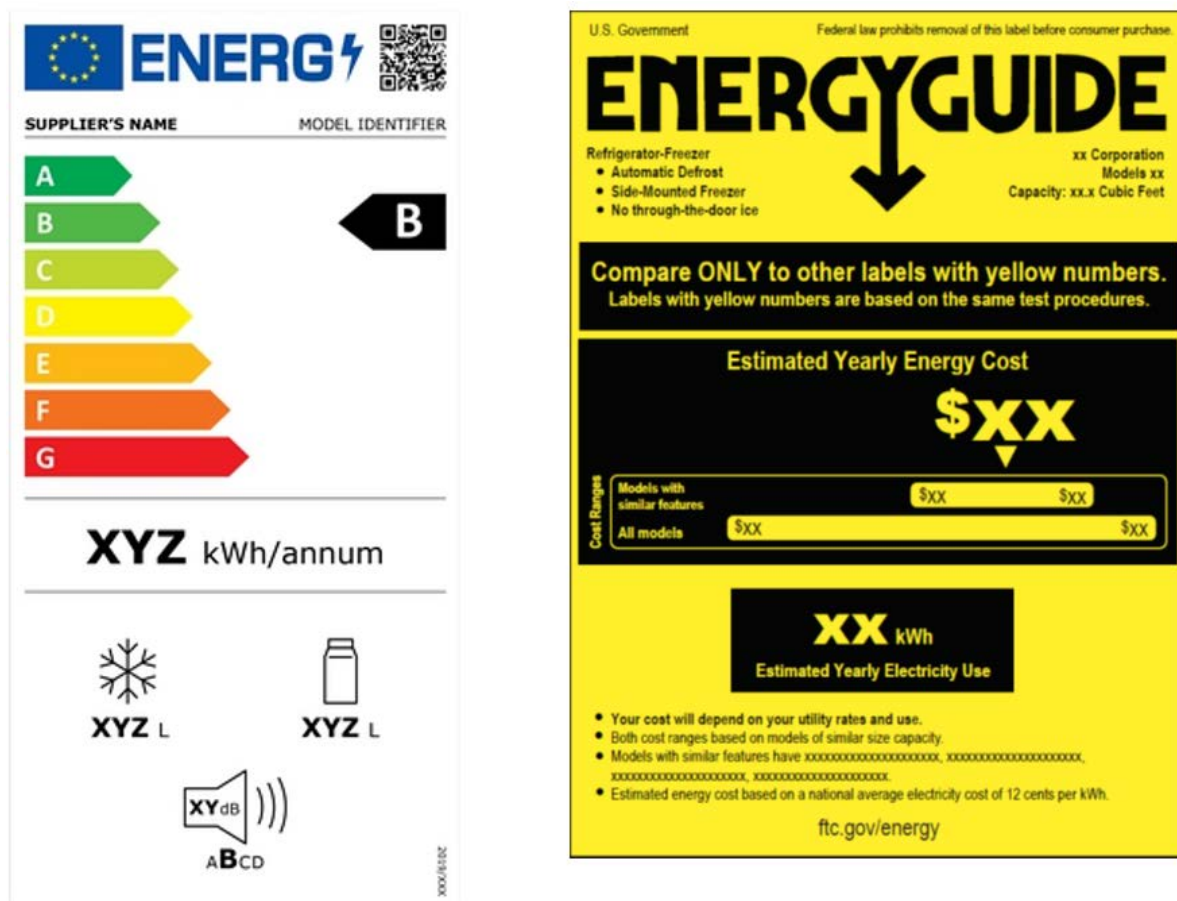 ENERG
SUPPLIER'S NAME MODEL IDENTIFIER
A
B
C
D
E
F
G
B
XYZ kWh/annum
XYZ L XYZ L
XYdB
ABCD
2019/XXX
U.S. Government Federal law prohibits removal of this label before consumer purchase.
ENERGYGUIDE
Refrigerator-Freezer
• Automatic Defrost
• Side-Mounted Freezer
• No through-the-door ice
xx Corporation
Models xx
Capacity: xx.x Cubic Feet
Compare ONLY to other labels with yellow numbers.
Labels with yellow numbers are based on the same test procedures.
Estimated Yearly Energy Cost
$xx
Cost Ranges
Models with
similar features
$xx $xx
All models $xx $xx
xx kWh
Estimated Yearly Electricity Use
• Your cost will depend on your utility rates and use.
• Both cost ranges based on models of similar size capacity.
• Models with similar features have xxxxxxxxxxxxxxxxxxxxxx, xxxxxxxxxxxxxxxxxxxxxx,
xxxxxxxxxxxxxxxxxxxxxx, xxxxxxxxxxxxxxxxxxxxxx.
• Estimated energy cost based on a national average electricity cost of 12 cents per kWh.
ftc.gov/energy